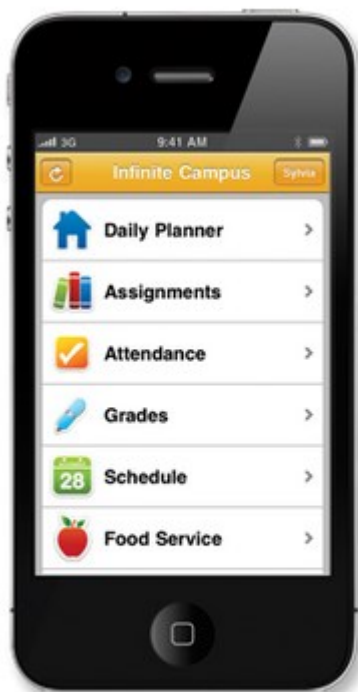 3G 9:41 AM
Infinite Campus Sylvia
Daily Planner
Assignments
Attendance
Grades
28 Schedule
Food Service